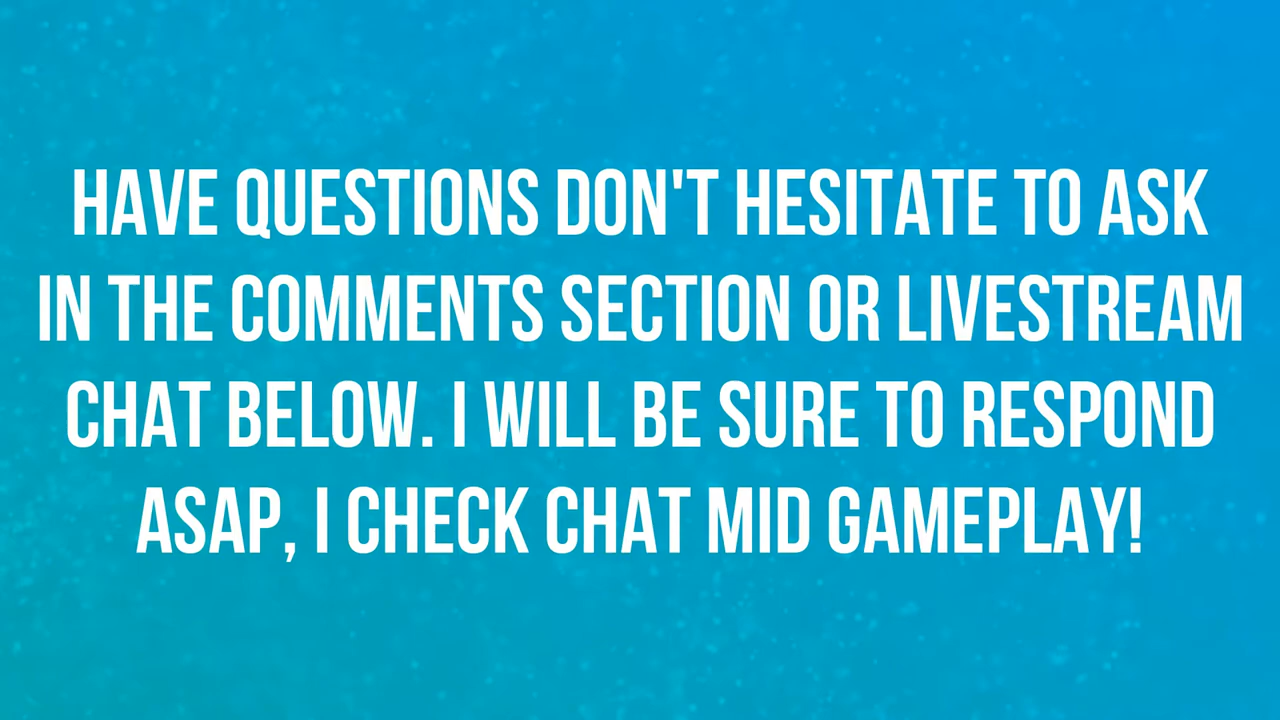 HAVE QUESTIONS DON'T HESITATE TO ASK
IN THE COMMENTS SECTION OR LIVESTREAM
CHAT BELOW. I WILL BE SURE TO RESPOND
ASAP, I CHECK CHAT MID GAMEPLAY!